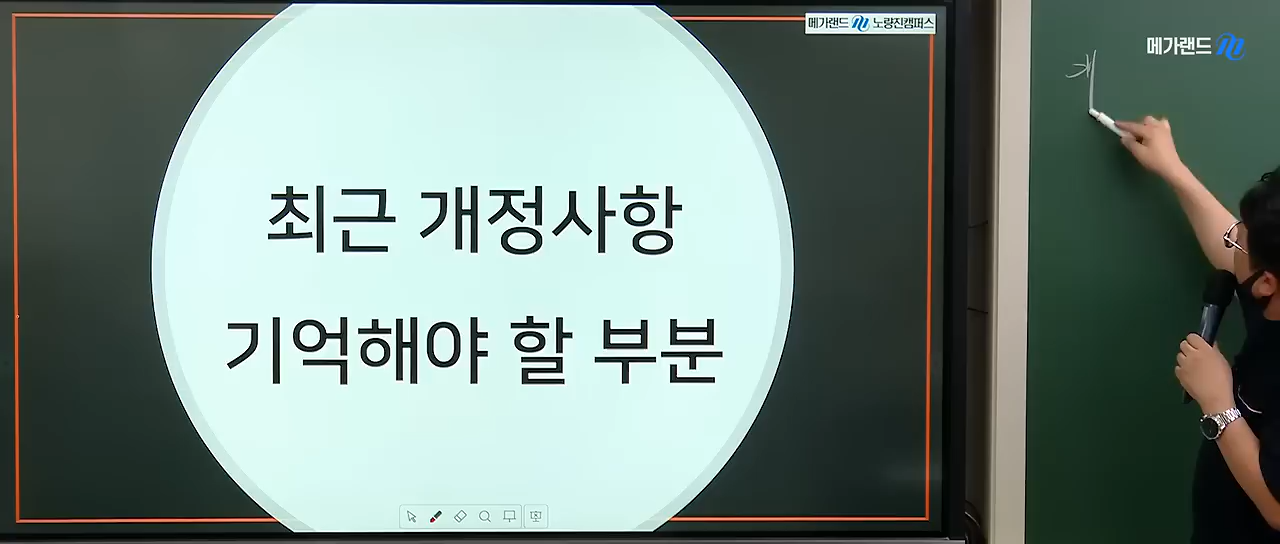 메가랜드 노량진캠퍼스
메가랜드
최근 개정사항
기억해야 할 부분